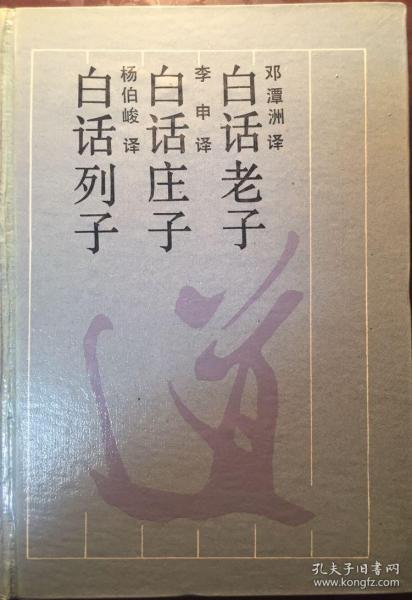 邓潭洲 译
白话老子
李申 译
白话庄子
杨伯峻 译
白话列子
道
孔夫子旧书网
www.kongfz.com